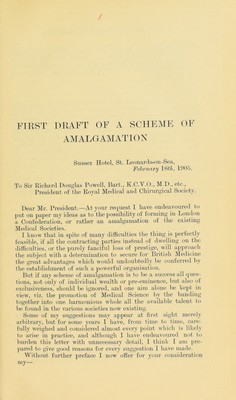 FIRST DRAFT OF A SCHEME OF
AMALGAMATION
Sussex Hotel, St. Leonards-on-Sea,
February 18th, 1905.
To Sir Richard Douglas Powell, Bart., K.C.V.O., M.D., etc.,
President of the Royal Medical and Chirurgical Society.
Dear Mr. President.—At your request I have endeavoured to
put on paper my ideas as to the possibility of forming in London
a Confederation, or rather an amalgamation of the existing
Medical Societies.
I know that in spite of many difficulties the thing is perfectly
feasible, if all the contracting parties instead of dwelling on the
difficulties, or the purely fanciful loss of prestige, will approach
the subject with a determination to secure for British Medicine
the great advantages which would undoubtedly be conferred by
the establishment of such a powerful organisation.
But if any scheme of amalgamation is to be a success all ques-
tions, not only of individual wealth or pre-eminence, but also of
exclusiveness, should be ignored, and one aim alone be kept in
view, viz. the promotion of Medical Science by the banding
together into one harmonious whole all the available talent to
be found in the various societies now existing.
Some of my suggestions may appear at first sight merely
arbitrary, but for some years I have, from time to time, care-
fully weighed and considered almost every point which is likely
to arise in practice, and although I have endeavoured not to
burden this letter with unnecessary detail, I think I am pre-
pared to give good reasons for every suggestion I have made.
Without further preface I now offer for your consideration
my—